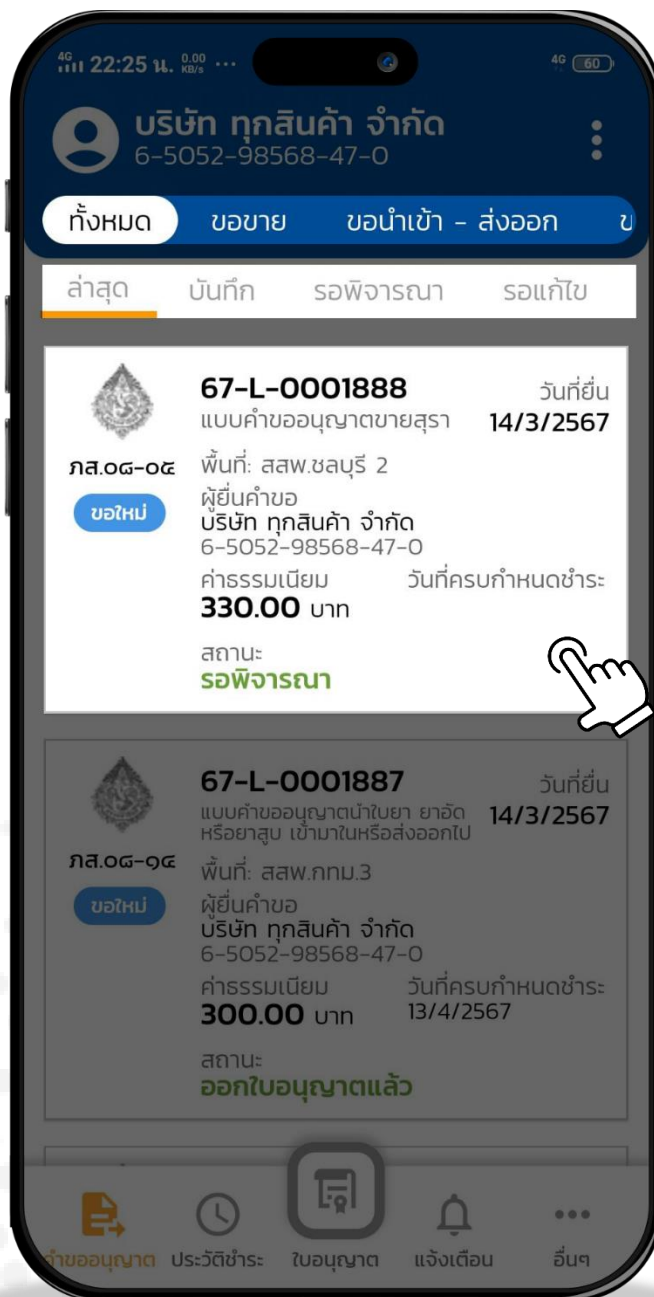 4G 22:25 น. 0.00 KB/s ... 4G 60
บริษัท ทุกสินค้า จำกัด
6-5052-98568-47-0
ทั้งหมด ขอขาย ขอนำเข้า - ส่งออก ข
ล่าสุด บันทึก รอพิจารณา รอแก้ไข
67-L-0001888 วันที่ยื่น
แบบคำขออนุญาตขายสุรา 14/3/2567
ภส.๐๘-๐๕ พื้นที่: สสพ.ชลบุรี 2
ขอใหม่ ผู้ยื่นคำขอ
บริษัท ทุกสินค้า จำกัด
6-5052-98568-47-0
ค่าธรรมเนียม วันที่ครบกำหนดชำระ
330.00 บาท
สถานะ
รอพิจารณา
67-L-0001887 วันที่ยื่น
แบบคำขออนุญาตนำใบยา ยาอัด 14/3/2567
หรือยาสูบ เข้ามาในหรือส่งออกไป
ภส.๐๘-๑๔ พื้นที่: สสพ.กทม.3
ขอใหม่ ผู้ยื่นคำขอ
บริษัท ทุกสินค้า จำกัด
6-5052-98568-47-0
ค่าธรรมเนียม วันที่ครบกำหนดชำระ
300.00 บาท 13/4/2567
สถานะ
ออกใบอนุญาตแล้ว
คำขออนุญาต ประวัติชำระ ใบอนุญาต แจ้งเตือน อื่นๆ